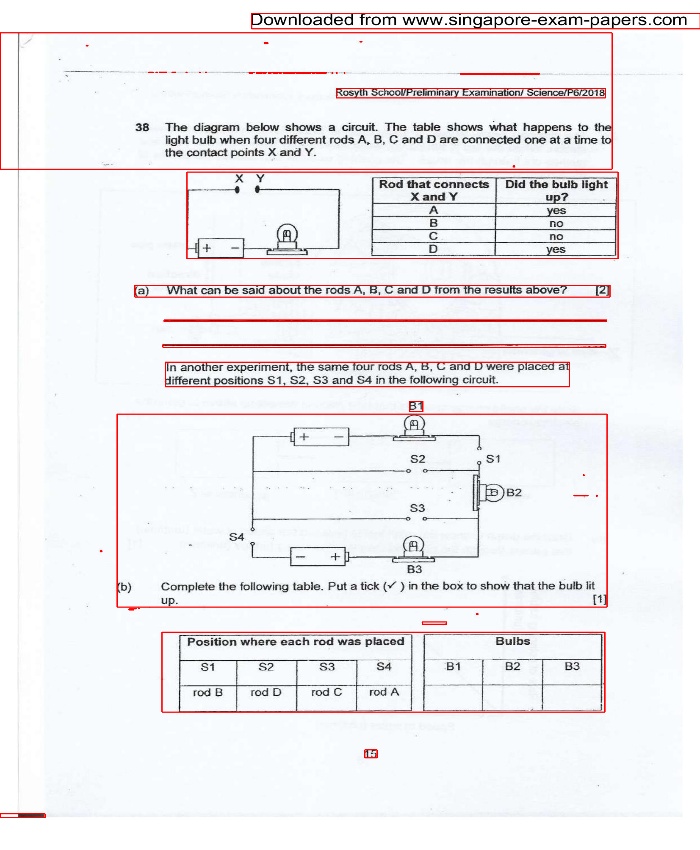 Downloaded from www.singapore-exam-papers.com
Rosyth School/Preliminary Examination/ Science/P6/2018
38 The diagram below shows a circuit. The table shows what happens to the
light bulb when four different rods A, B, C and D are connected one at a time to
the contact points X and Y.
X Y
+ −
Rod that connects X and Y Did the bulb light up?
A yes
B no
C no
D yes
(a) What can be said about the rods A, B, C and D from the results above? [2]
In another experiment, the same four rods A, B, C and D were placed at
different positions S1, S2, S3 and S4 in the following circuit.
B1
+ −
S2 S1
B2
S3
S4
− +
B3
(b) Complete the following table. Put a tick (✓ ) in the box to show that the bulb lit
up. [1]
Position where each rod was placed Bulbs
S1 S2 S3 S4 B1 B2 B3
rod B rod D rod C rod A
15